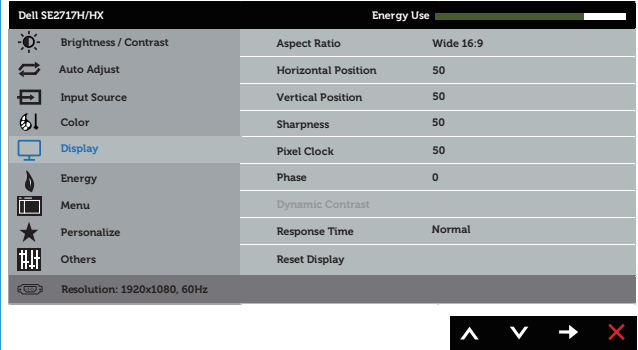 Dell SE2717H/HX Energy Use
Brightness / Contrast Aspect Ratio Wide 16:9
Auto Adjust Horizontal Position 50
Input Source Vertical Position 50
Color Sharpness 50
Display Pixel Clock 50
Energy Phase 0
Menu Dynamic Contrast
Personalize Response Time Normal
Others Reset Display
Resolution: 1920x1080, 60Hz